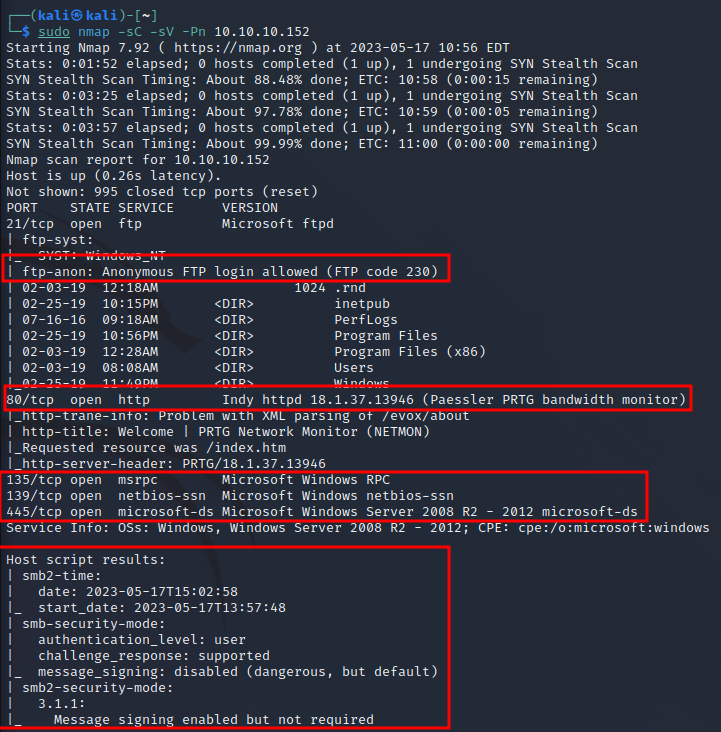 ┌──(kali㉿kali)-[~]
└─$ sudo nmap -sC -sV -Pn 10.10.10.152
Starting Nmap 7.92 ( https://nmap.org ) at 2023-05-17 10:56 EDT
Stats: 0:01:52 elapsed; 0 hosts completed (1 up), 1 undergoing SYN Stealth Scan
SYN Stealth Scan Timing: About 88.48% done; ETC: 10:58 (0:00:15 remaining)
Stats: 0:03:25 elapsed; 0 hosts completed (1 up), 1 undergoing SYN Stealth Scan
SYN Stealth Scan Timing: About 97.78% done; ETC: 10:59 (0:00:05 remaining)
Stats: 0:03:57 elapsed; 0 hosts completed (1 up), 1 undergoing SYN Stealth Scan
SYN Stealth Scan Timing: About 99.99% done; ETC: 11:00 (0:00:00 remaining)
Nmap scan report for 10.10.10.152
Host is up (0.26s latency).
Not shown: 995 closed tcp ports (reset)
PORT    STATE SERVICE      VERSION
21/tcp  open  ftp          Microsoft ftpd
| ftp-syst:
|_  SYST: Windows_NT
| ftp-anon: Anonymous FTP login allowed (FTP code 230)
| 02-03-19  12:18AM                 1024 .rnd
| 02-25-19  10:15PM       <DIR>          inetpub
| 07-16-16  09:18AM       <DIR>          PerfLogs
| 02-25-19  10:56PM       <DIR>          Program Files
| 02-03-19  12:28AM       <DIR>          Program Files (x86)
| 02-03-19  08:08AM       <DIR>          Users
|_02-25-19  11:49PM       <DIR>          Windows
80/tcp  open  http         Indy httpd 18.1.37.13946 (Paessler PRTG bandwidth monitor)
|_http-trane-info: Problem with XML parsing of /evox/about
| http-title: Welcome | PRTG Network Monitor (NETMON)
|_Requested resource was /index.htm
|_http-server-header: PRTG/18.1.37.13946
135/tcp open  msrpc        Microsoft Windows RPC
139/tcp open  netbios-ssn  Microsoft Windows netbios-ssn
445/tcp open  microsoft-ds Microsoft Windows Server 2008 R2 - 2012 microsoft-ds
Service Info: OSs: Windows, Windows Server 2008 R2 - 2012; CPE: cpe:/o:microsoft:windows
Host script results:
| smb2-time:
|   date: 2023-05-17T15:02:58
|_  start_date: 2023-05-17T13:57:48
| smb-security-mode:
|   authentication_level: user
|   challenge_response: supported
|_  message_signing: disabled (dangerous, but default)
| smb2-security-mode:
|   3.1.1:
|_    Message signing enabled but not required